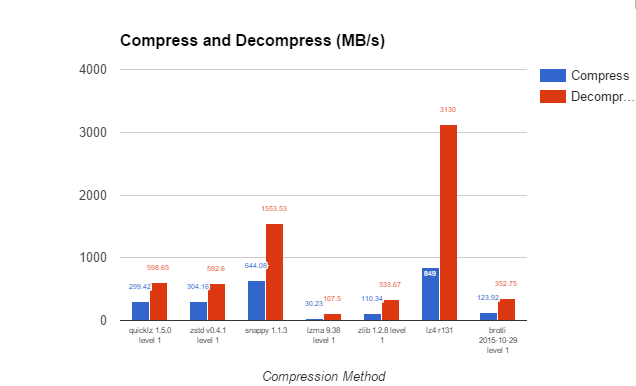 Compress and Decompress (MB/s)
4000
3000
2000
1000
0
Compress
Decompr...
299.42
598.65
304.16
592.6
644.08
1553.53
30.23
107.5
110.34
333.67
849
3130
123.92
352.75
quicklz 1.5.0
level 1
zstd v0.4.1
level 1
snappy 1.1.3
lzma 9.38
level 1
zlib 1.2.8 level
1
lz4 r131
brotli
2015-10-29
level 1
Compression Method